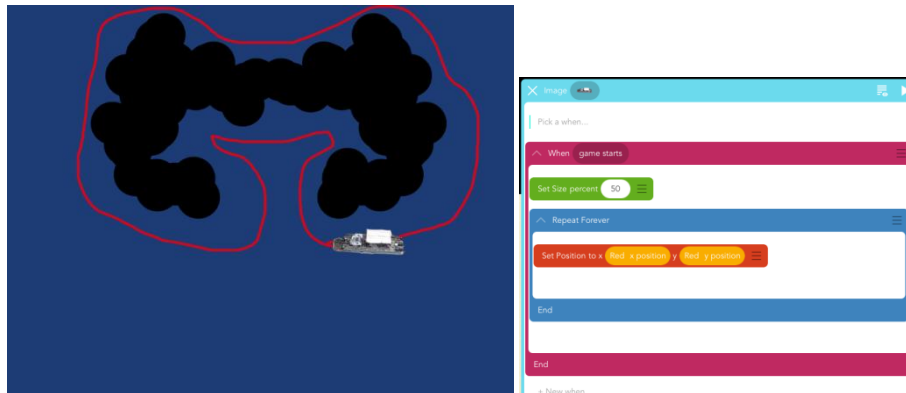 Image
Pick a when...
When game starts
Set Size percent 50
Repeat Forever
Set Position to x Red x position y Red y position
End
End
+ New when